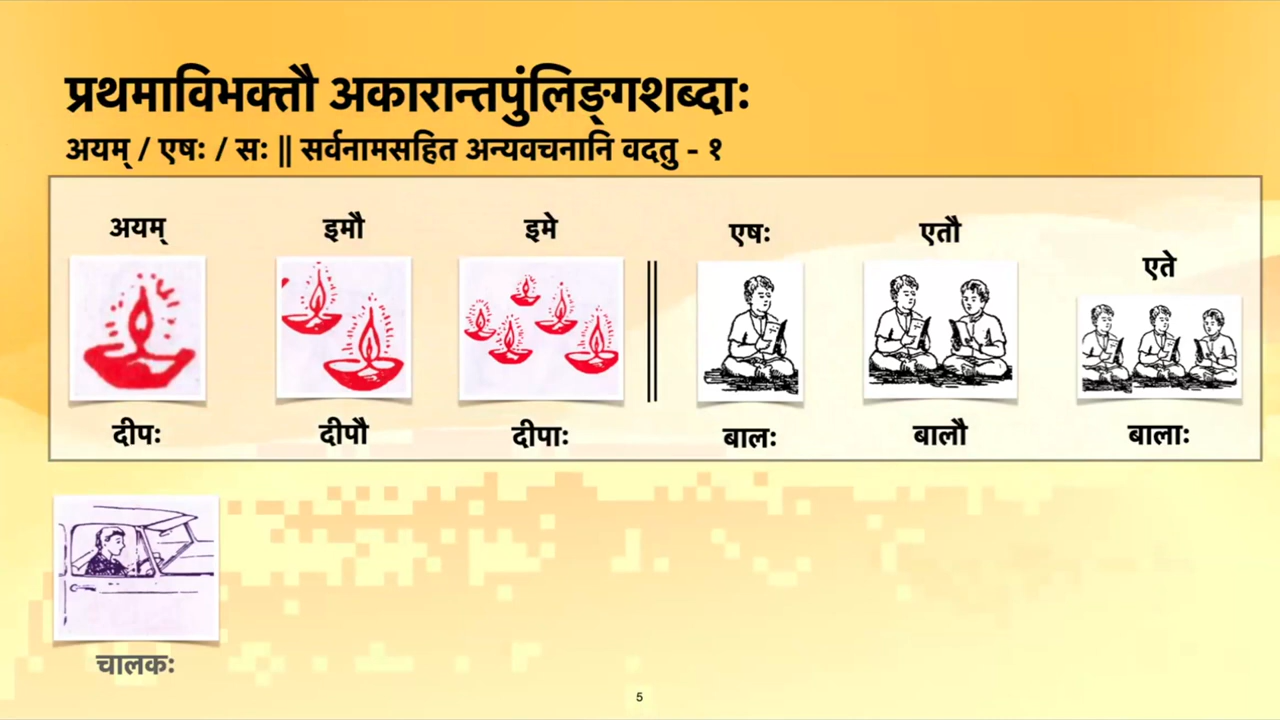 प्रथमाविभक्तौ अकारान्तपुंलिङ्गशब्दाः
अयम् / एषः / सः || सर्वनामसहित अन्यवचनानि वदतु - १
अयम् इमौ इमे एषः एतौ एते
दीपः दीपौ दीपाः बालः बालौ बालाः
चालकः
5